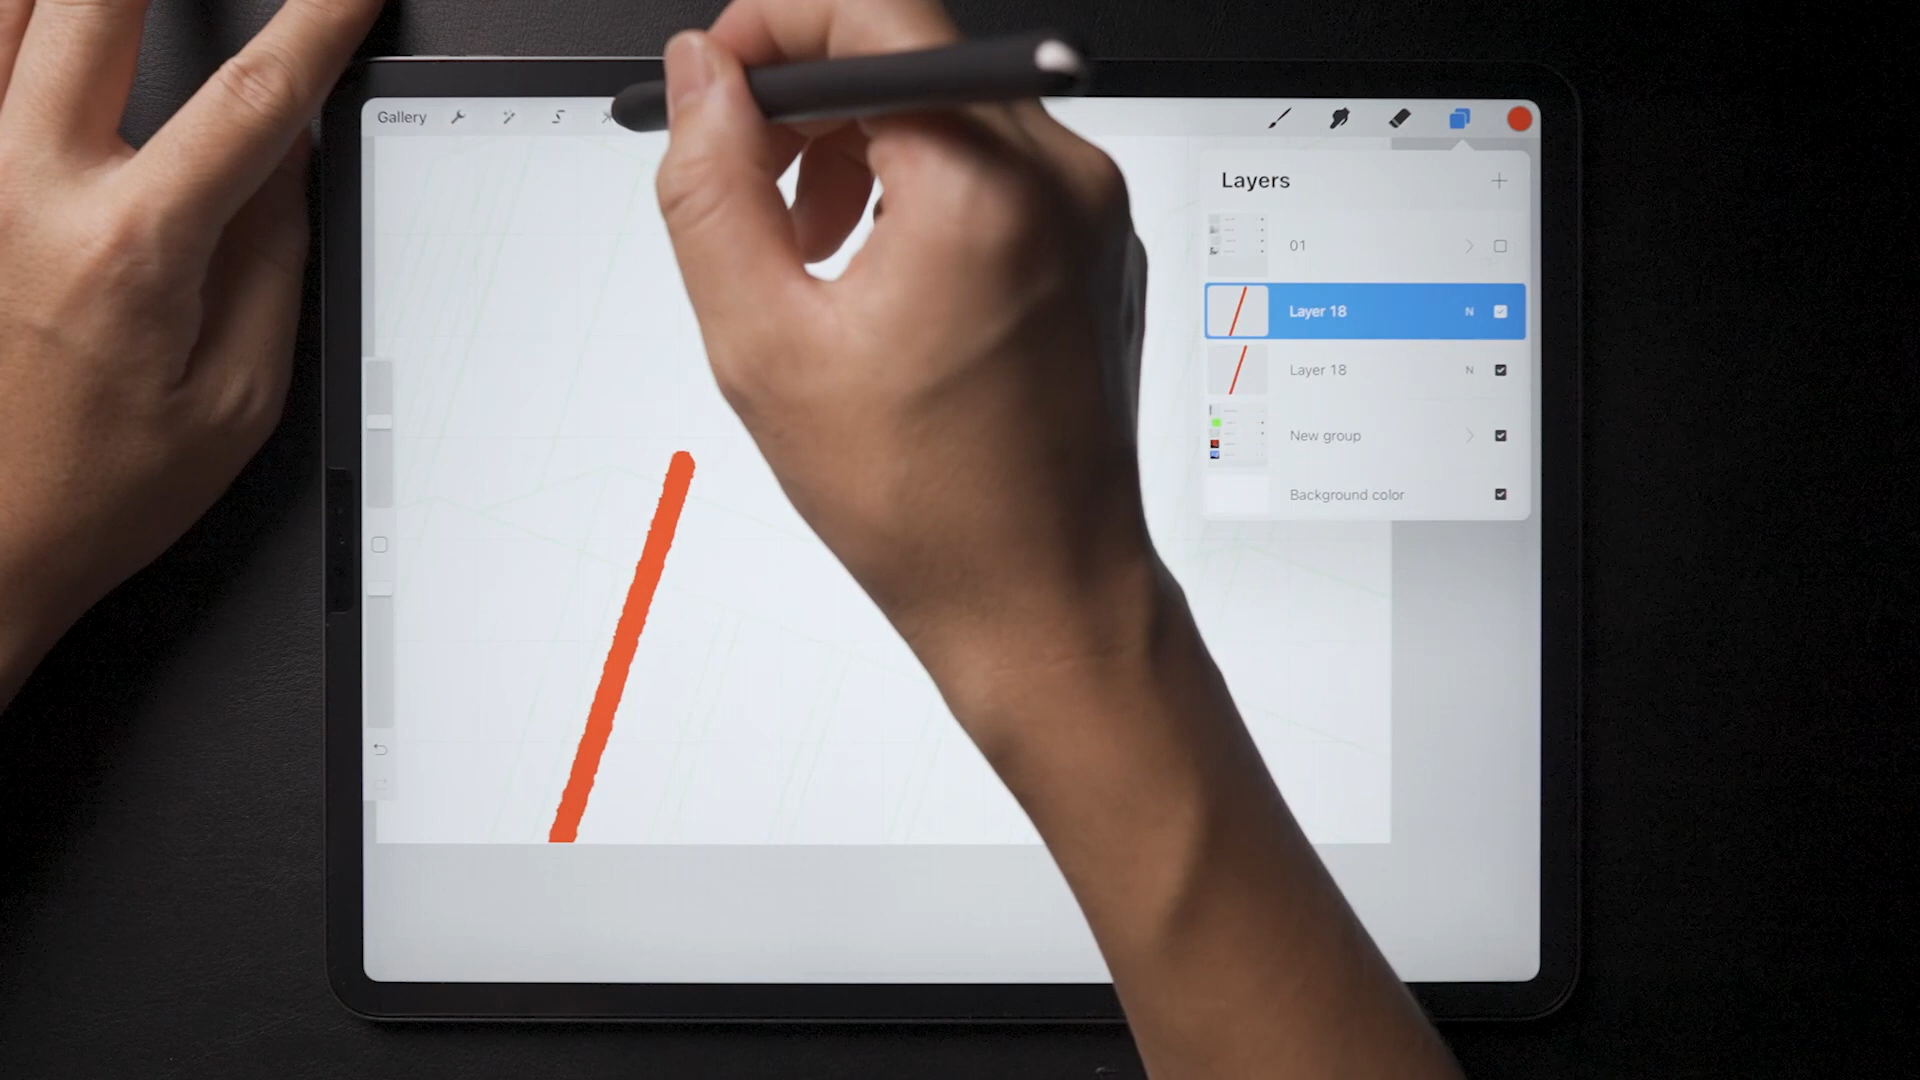 Gallery
Layers
01
Layer 18 N
Layer 18 N
New group
Background color